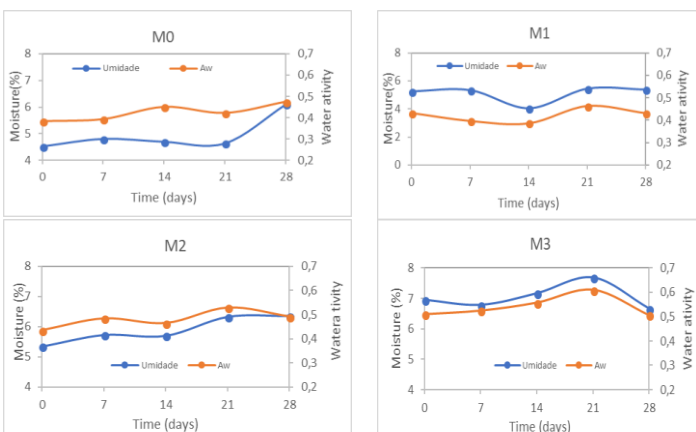 M0
Umidade Aw
Moisture(%)
8
7
6
5
4
0,7
0,6
0,5
0,4
0,3
0,2
Water ativity
0 7 14 21 28
Time (days)
M1
Umidade Aw
Moisture(%)
8
6
4
2
0
0,7
0,6
0,5
0,4
0,3
0,2
Water ativity
0 7 14 21 28
Time (days)
M2
Moisture (%)
8
7
6
5
4
0,7
0,6
0,5
0,4
0,3
0,2
Watera tivity
Umidade Aw
0 7 14 21 28
Time (days)
M3
Moisture (%)
8
7
6
5
4
0,7
0,6
0,5
0,4
0,3
0,2
Water ativity
Umidade Aw
0 7 14 21 28
Time (days)